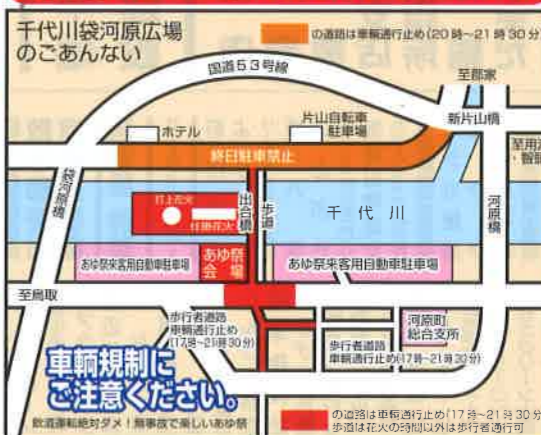 千代川袋河原広場
のごあんない
の道路は車輌通行止め(20時〜21時30分)
国道53号線
至郡家
ホテル
片山自転車
駐車場
新片山橋
終日駐車禁止
袋河原橋
打上花火
仕掛花火
出合橋
歩道
千代川
河原橋
あゆ祭来客用自動車駐車場
あゆ祭
会場
あゆ祭来客用自動車駐車場
至鳥取
歩行者道路
車輌通行止め
(17時〜21時30分)
歩行者道路
車輌通行止め(17時〜21時30分)
河原町
総合支所
車輌規制に
ご注意ください。
飲酒運転絶対ダメ!無事故で楽しいあゆ祭
の道路は車輌通行止め(17時〜21時30分)
歩道は花火の時間以外は歩行者通行可